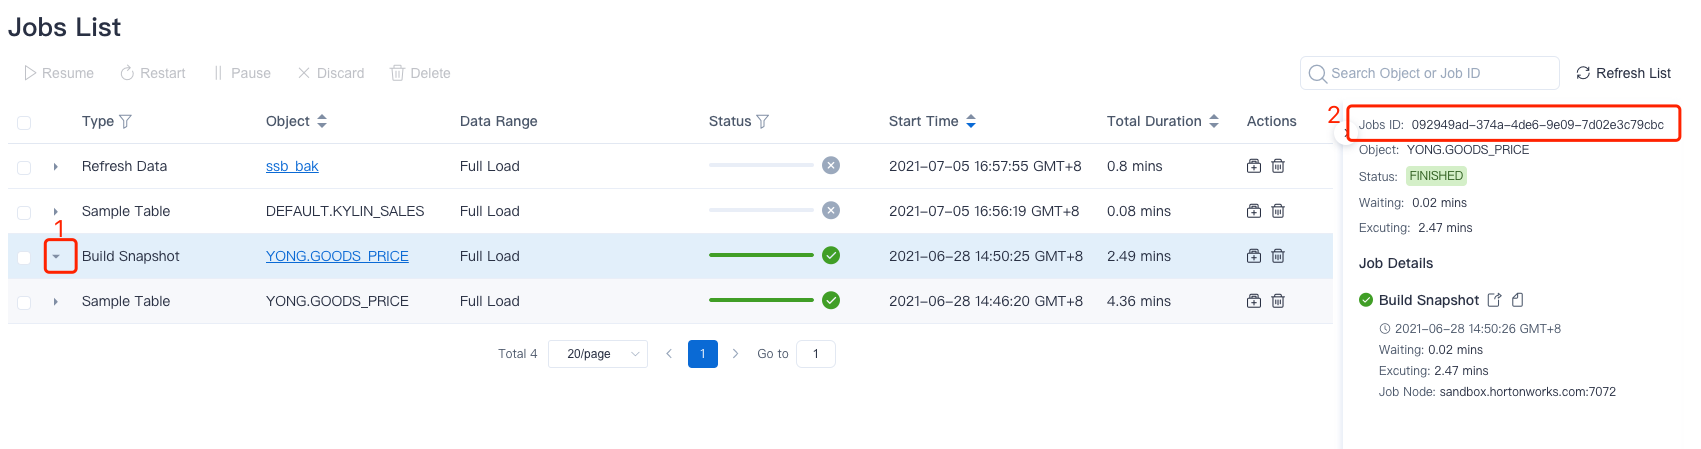 Jobs List
Resume Restart Pause Discard Delete
Search Object or Job ID Refresh List
Type Object Data Range Status Start Time Total Duration Actions
Refresh Data ssb_bak Full Load 2021-07-05 16:57:55 GMT+8 0.8 mins
Sample Table DEFAULT.KYLIN_SALES Full Load 2021-07-05 16:56:19 GMT+8 0.08 mins
1
Build Snapshot YONG.GOODS_PRICE Full Load 2021-06-28 14:50:25 GMT+8 2.49 mins
Sample Table YONG.GOODS_PRICE Full Load 2021-06-28 14:46:20 GMT+8 4.36 mins
Total 4 20/page 1 Go to 1
2
Jobs ID: 092949ad-374a-4de6-9e09-7d02e3c79cbc
Object: YONG.GOODS_PRICE
Status: FINISHED
Waiting: 0.02 mins
Excuting: 2.47 mins
Job Details
Build Snapshot
2021-06-28 14:50:26 GMT+8
Waiting: 0.02 mins
Excuting: 2.47 mins
Job Node: sandbox.hortonworks.com:7072